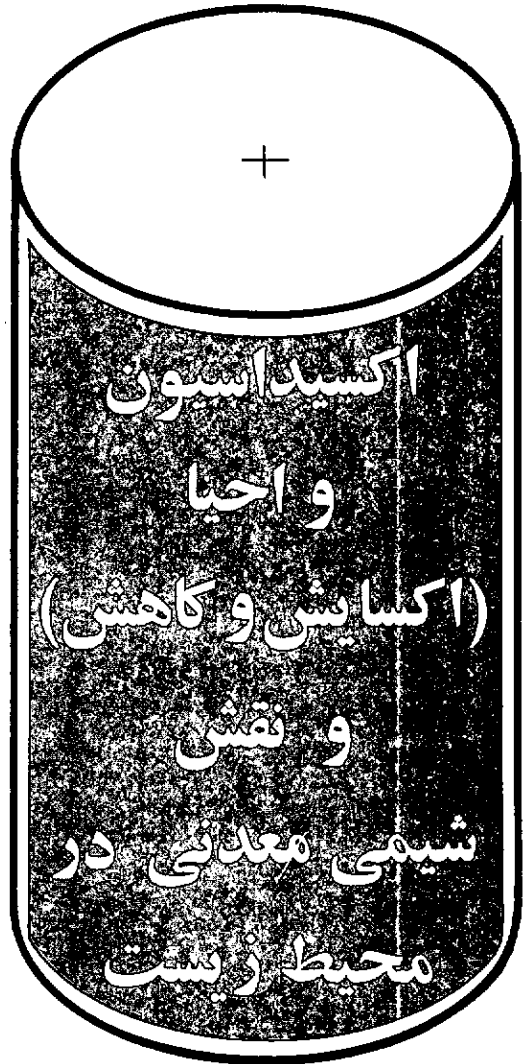 اکسیداسیون
و احیا
(اکسایش و کاهش)
و نقش
شیمی معدنی در
محیط زیست